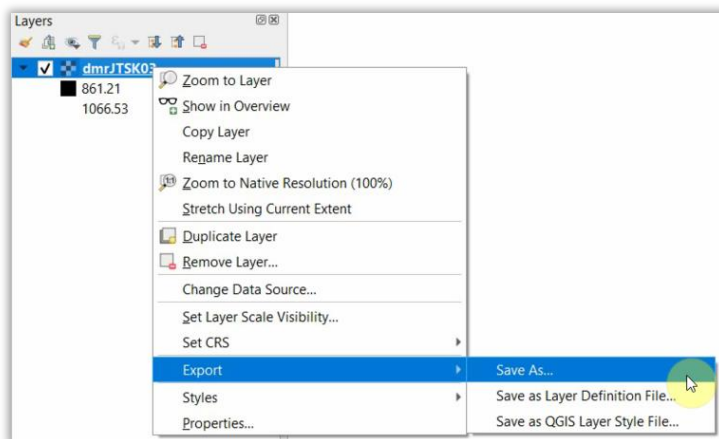 Layers
dmrJTSK03
861.21
1066.53
Zoom to Layer
Show in Overview
Copy Layer
Rename Layer
Zoom to Native Resolution (100%)
Stretch Using Current Extent
Duplicate Layer
Remove Layer...
Change Data Source...
Set Layer Scale Visibility...
Set CRS
Export
Save As...
Styles
Save as Layer Definition File...
Properties...
Save as QGIS Layer Style File...